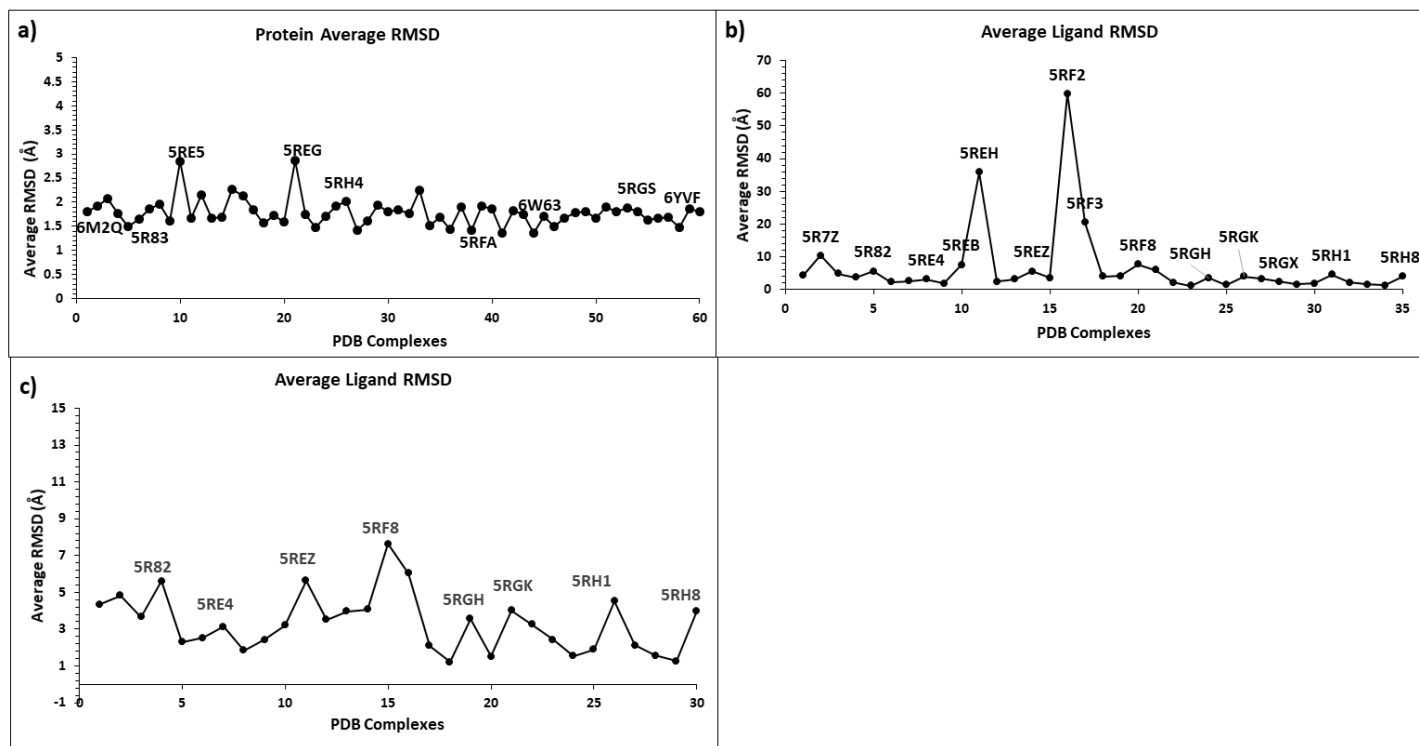 a)
Protein Average RMSD
Average RMSD (Å)
5
4.5
4
3.5
3
2.5
2
1.5
1
0.5
0
0
10
20
30
40
50
60
PDB Complexes
6M2Q
5R83
5RE5
5REG
5RH4
5RFA
6W63
5RGS
6YVF
b)
Average Ligand RMSD
Average RMSD (Å)
70
60
50
40
30
20
10
0
0
5
10
15
20
25
30
35
PDB Complexes
5R7Z
5R82
5RE4
5REB
5REH
5REZ
5RF2
5RF3
5RF8
5RGH
5RGK
5RGX
5RH1
5RH8
c)
Average Ligand RMSD
Average RMSD (Å)
15
13
11
9
7
5
3
1
-1
0
5
10
15
20
25
30
PDB Complexes
5R82
5RE4
5REZ
5RF8
5RGH
5RGK
5RH1
5RH8